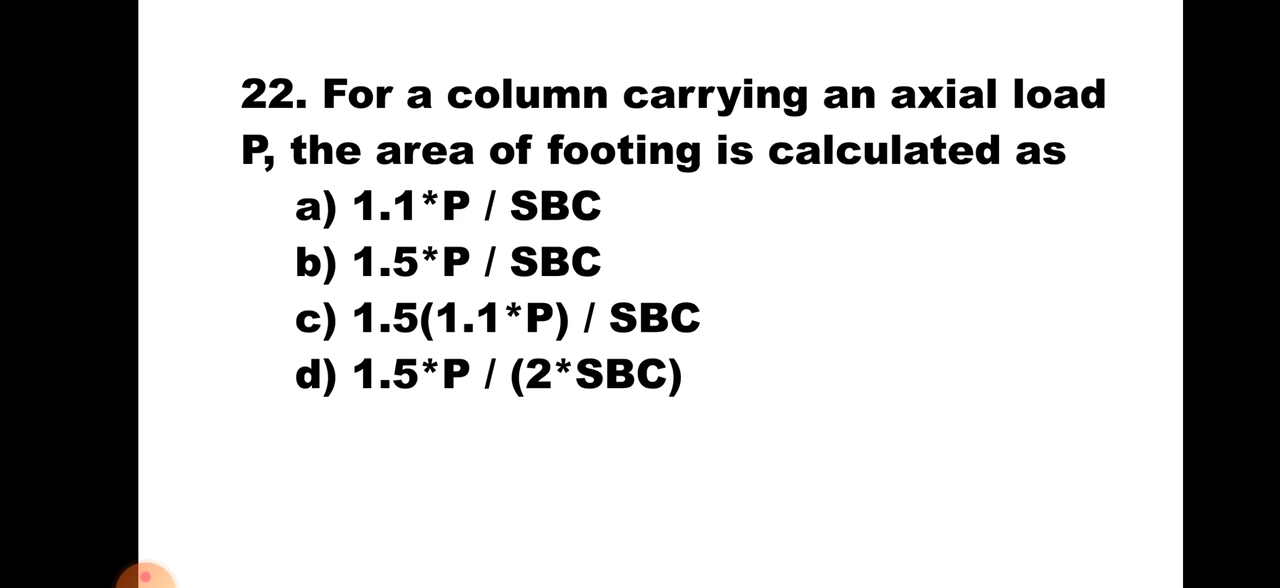 22. For a column carrying an axial load
P, the area of footing is calculated as
a) 1.1*P / SBC
b) 1.5*P / SBC
c) 1.5(1.1*P) / SBC
d) 1.5*P / (2*SBC)